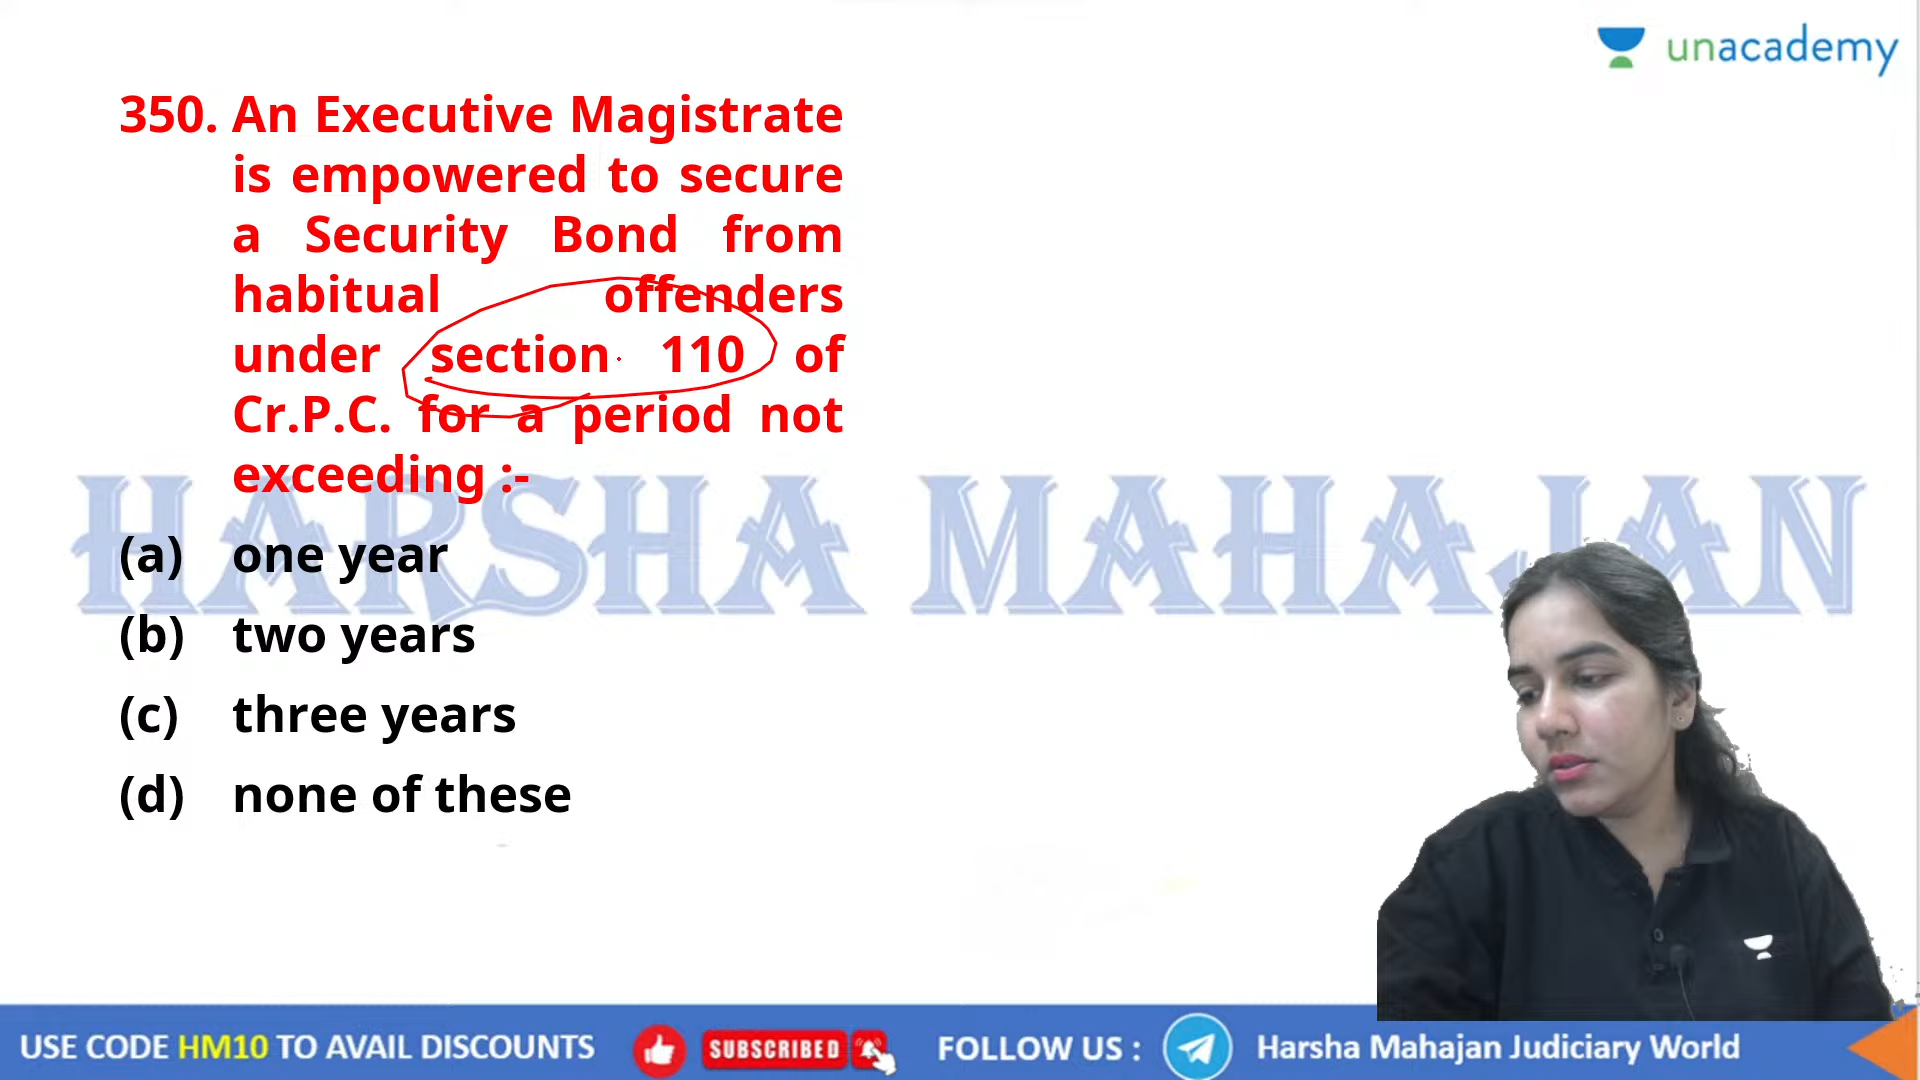 unacademy
350. An Executive Magistrate
is empowered to secure
a Security Bond from
habitual offenders
under section 110 of
Cr.P.C. for a period not
exceeding :-
HARSHA MAHAJAN
(a) one year
(b) two years
(c) three years
(d) none of these
USE CODE HM10 TO AVAIL DISCOUNTS SUBSCRIBED FOLLOW US : Harsha Mahajan Judiciary World